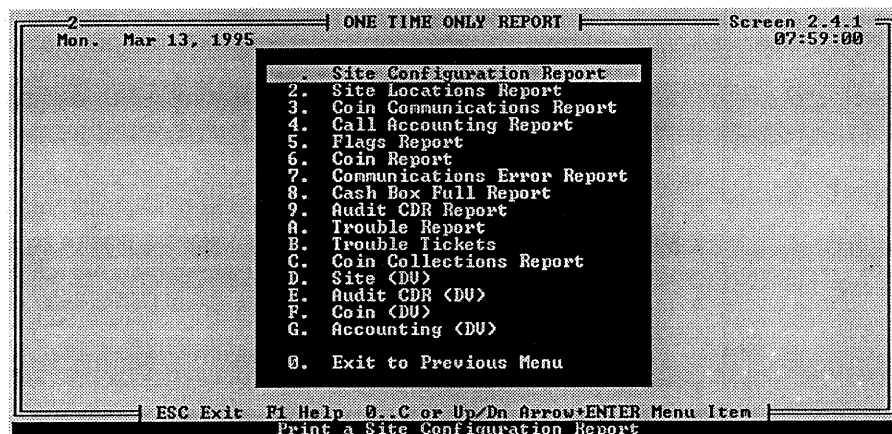 2 ONE TIME ONLY REPORT Screen 2.4.1
Mon. Mar 13, 1995 07:59:00
. Site Configuration Report
2. Site Locations Report
3. Coin Communications Report
4. Call Accounting Report
5. Flags Report
6. Coin Report
7. Communications Error Report
8. Cash Box Full Report
9. Audit CDR Report
A. Trouble Report
B. Trouble Tickets
C. Coin Collections Report
D. Site (DV)
E. Audit CDR (DV)
F. Coin (DV)
G. Accounting (DV)
0. Exit to Previous Menu
ESC Exit F1 Help 0..C or Up/Dn Arrow+ENTER Menu Item
Print a Site Configuration Report